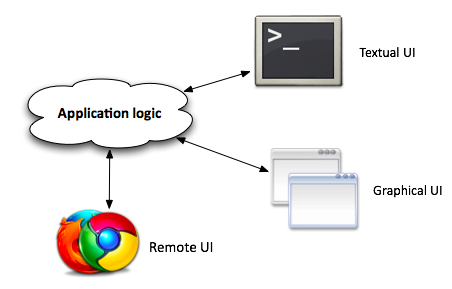 >_
Textual UI
Application logic
Graphical UI
Remote UI